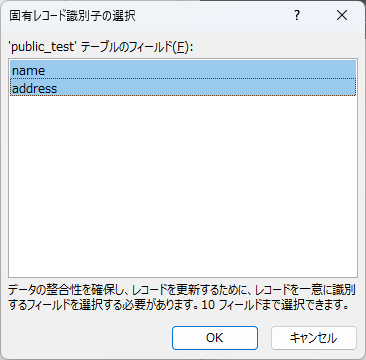 固有レコード識別子の選択
'public_test' テーブルのフィールド(F):
name
address
データの整合性を確保し、レコードを更新するために、レコードを一意に識別
するフィールドを選択する必要があります。10 フィールドまで選択できます。
OK
キャンセル